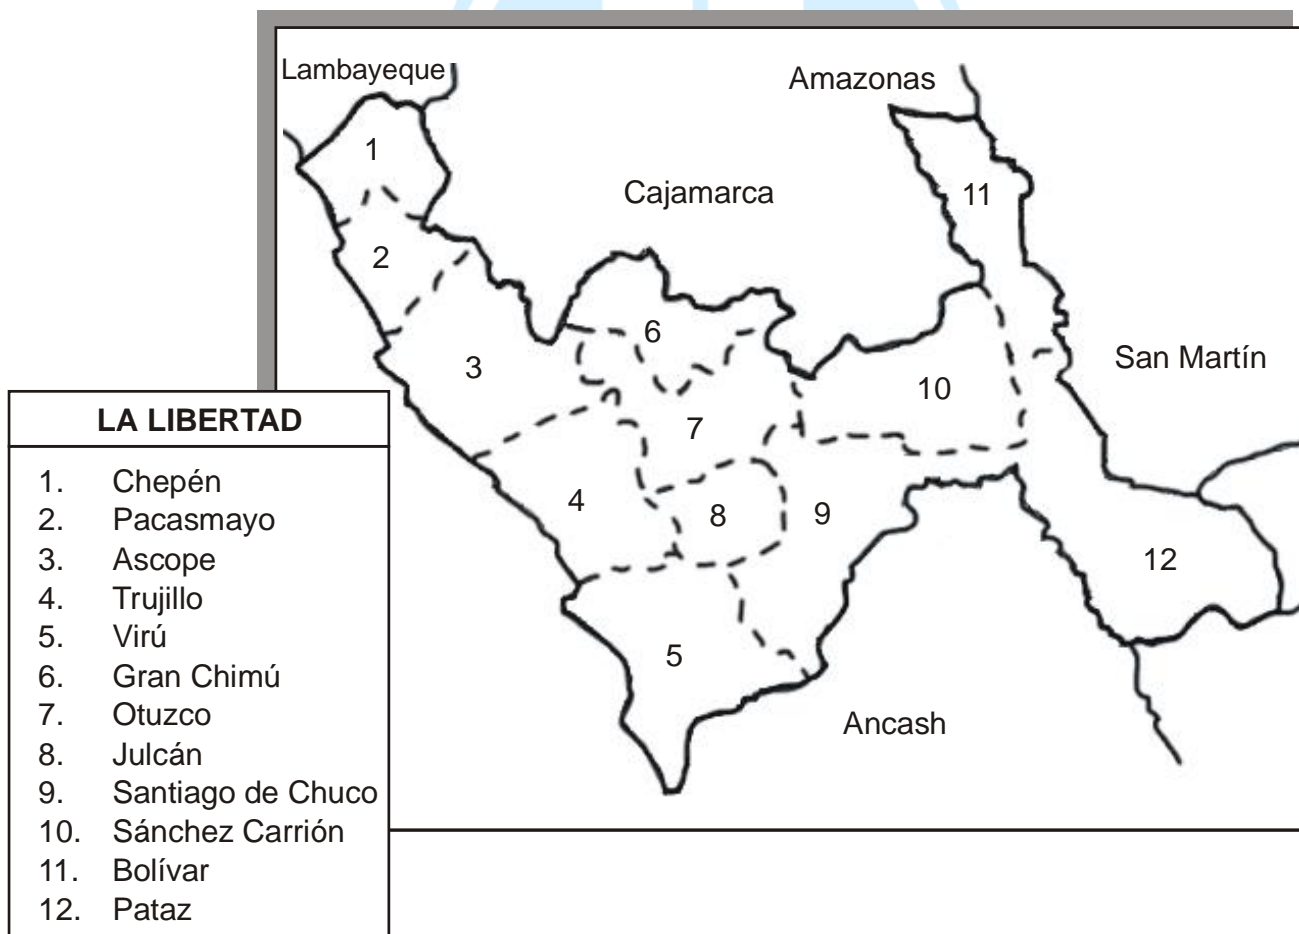 Lambayeque
Amazonas
1
Cajamarca
11
2
6
San Martín
3
10
7
4
8
9
12
5
Ancash
LA LIBERTAD
1. Chepén
2. Pacasmayo
3. Ascope
4. Trujillo
5. Virú
6. Gran Chimú
7. Otuzco
8. Julcán
9. Santiago de Chuco
10. Sánchez Carrión
11. Bolívar
12. Pataz